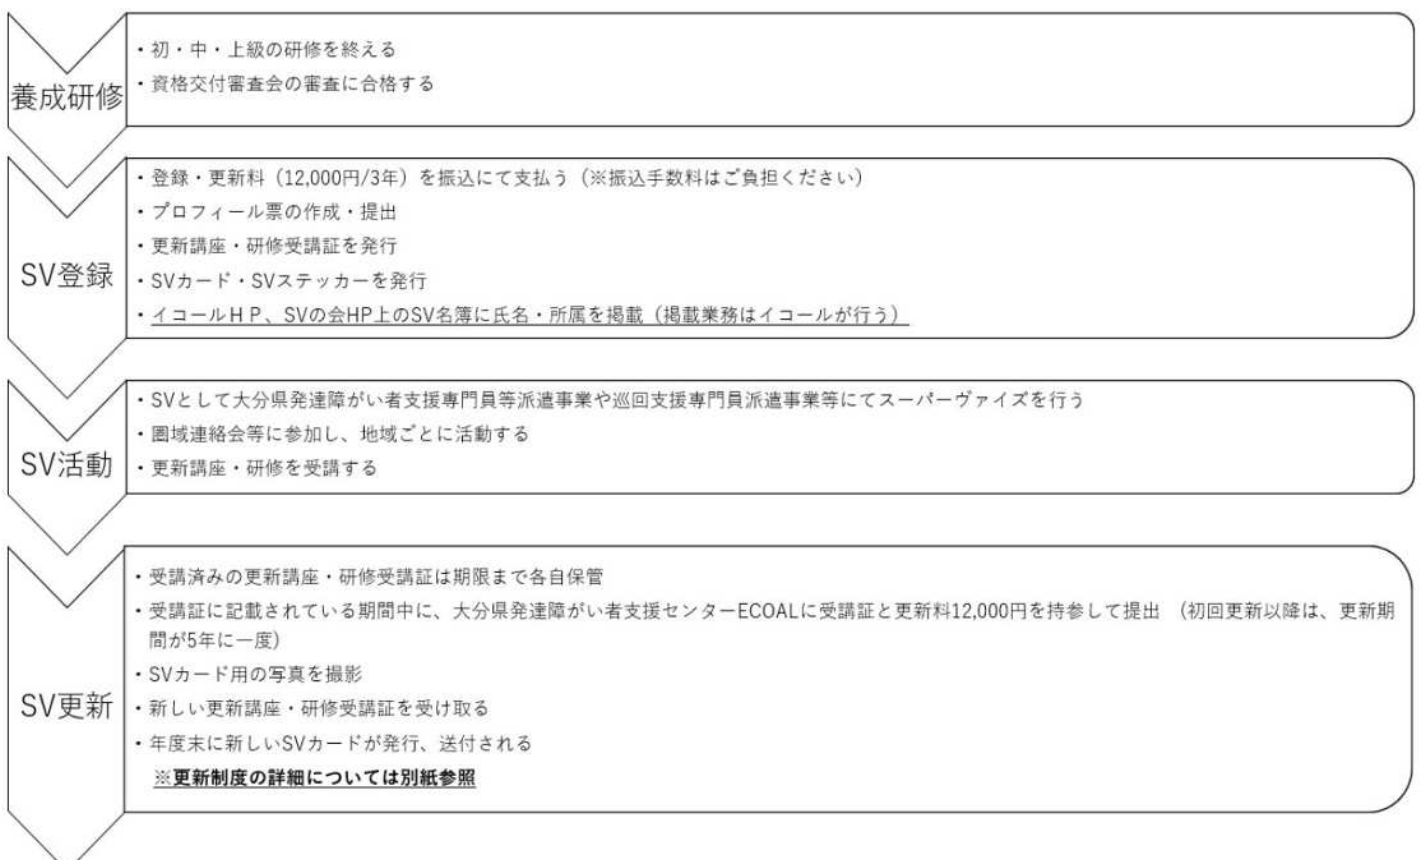 養成研修
・初・中・上級の研修を終える
・資格交付審査会の審査に合格する
SV登録
・登録・更新料（12,000円/3年）を振込にて支払う（※振込手数料はご負担ください）
・プロフィール票の作成・提出
・更新講座・研修受講証を発行
・SVカード・SVステッカーを発行
・イコールＨＰ、SVの会HP上のSV名簿に氏名・所属を掲載（掲載業務はイコールが行う）
SV活動
・SVとして大分県発達障がい者支援専門員等派遣事業や巡回支援専門員派遣事業等にてスーパーヴァイズを行う
・圏域連絡会等に参加し、地域ごとに活動する
・更新講座・研修を受講する
SV更新
・受講済みの更新講座・研修受講証は期限まで各自保管
・受講証に記載されている期間中に、大分県発達障がい者支援センターECOALに受講証と更新料12,000円を持参して提出　（初回更新以降は、更新期
間が5年に一度）
・SVカード用の写真を撮影
・新しい更新講座・研修受講証を受け取る
・年度末に新しいSVカードが発行、送付される
※更新制度の詳細については別紙参照